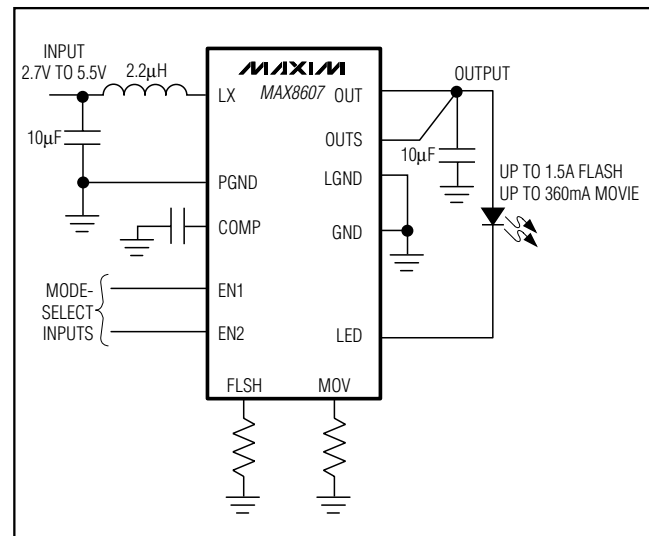 INPUT
2.7V TO 5.5V
2.2µH
10µF
MAXIM
MAX8607
LX
PGND
COMP
EN1
EN2
FLSH
MOV
OUT
OUTS
LGND
GND
LED
MODE-
SELECT
INPUTS
OUTPUT
10µF
UP TO 1.5A FLASH
UP TO 360mA MOVIE